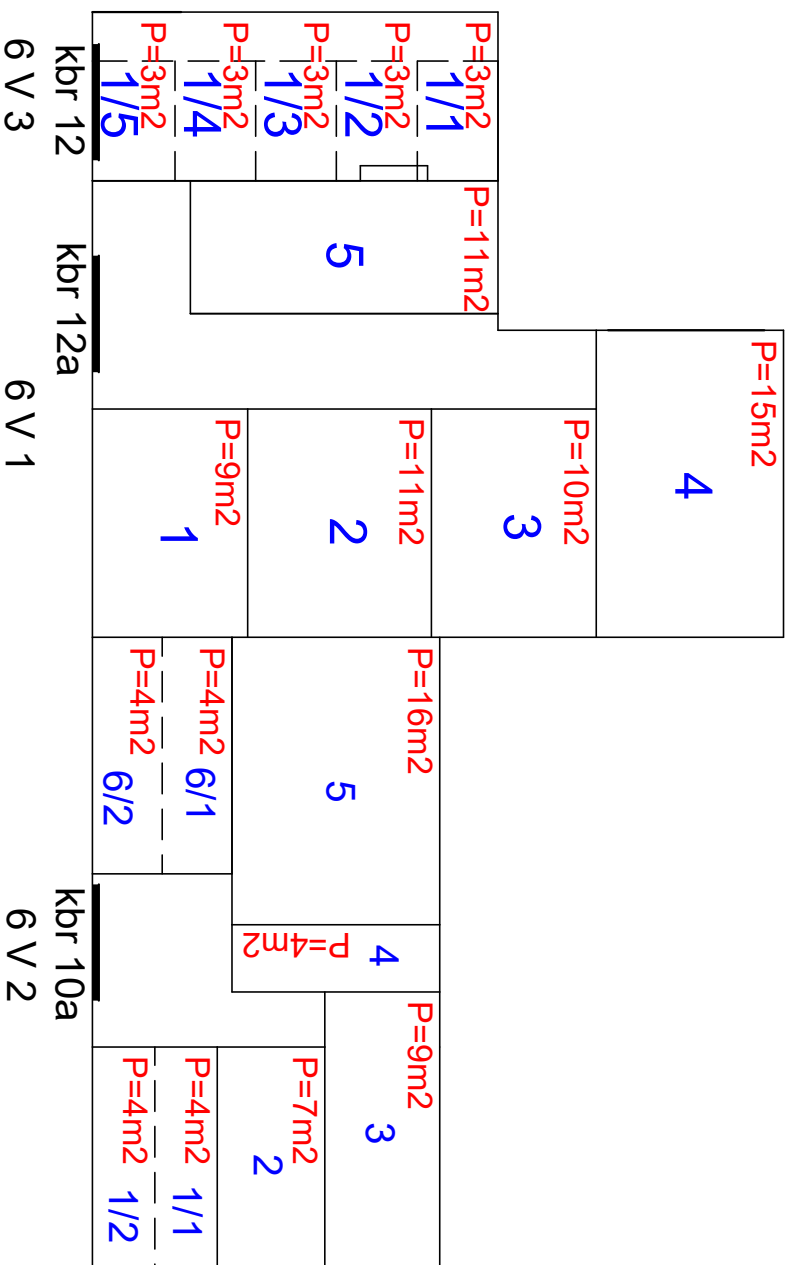 P=3m2
1/1
P=3m2
1/2
P=3m2
1/3
P=3m2
1/4
P=3m2
1/5
kbr 12
6 V 3
P=15m2
4
P=10m2
3
P=11m2
5
P=11m2
2
P=9m2
1
kbr 12a
6 V 1
P=16m2
5
P=4m2
6/1
P=4m2
6/2
4
P=4m2
P=9m2
3
P=7m2
2
P=4m2
1/1
P=4m2
1/2
kbr 10a
6 V 2